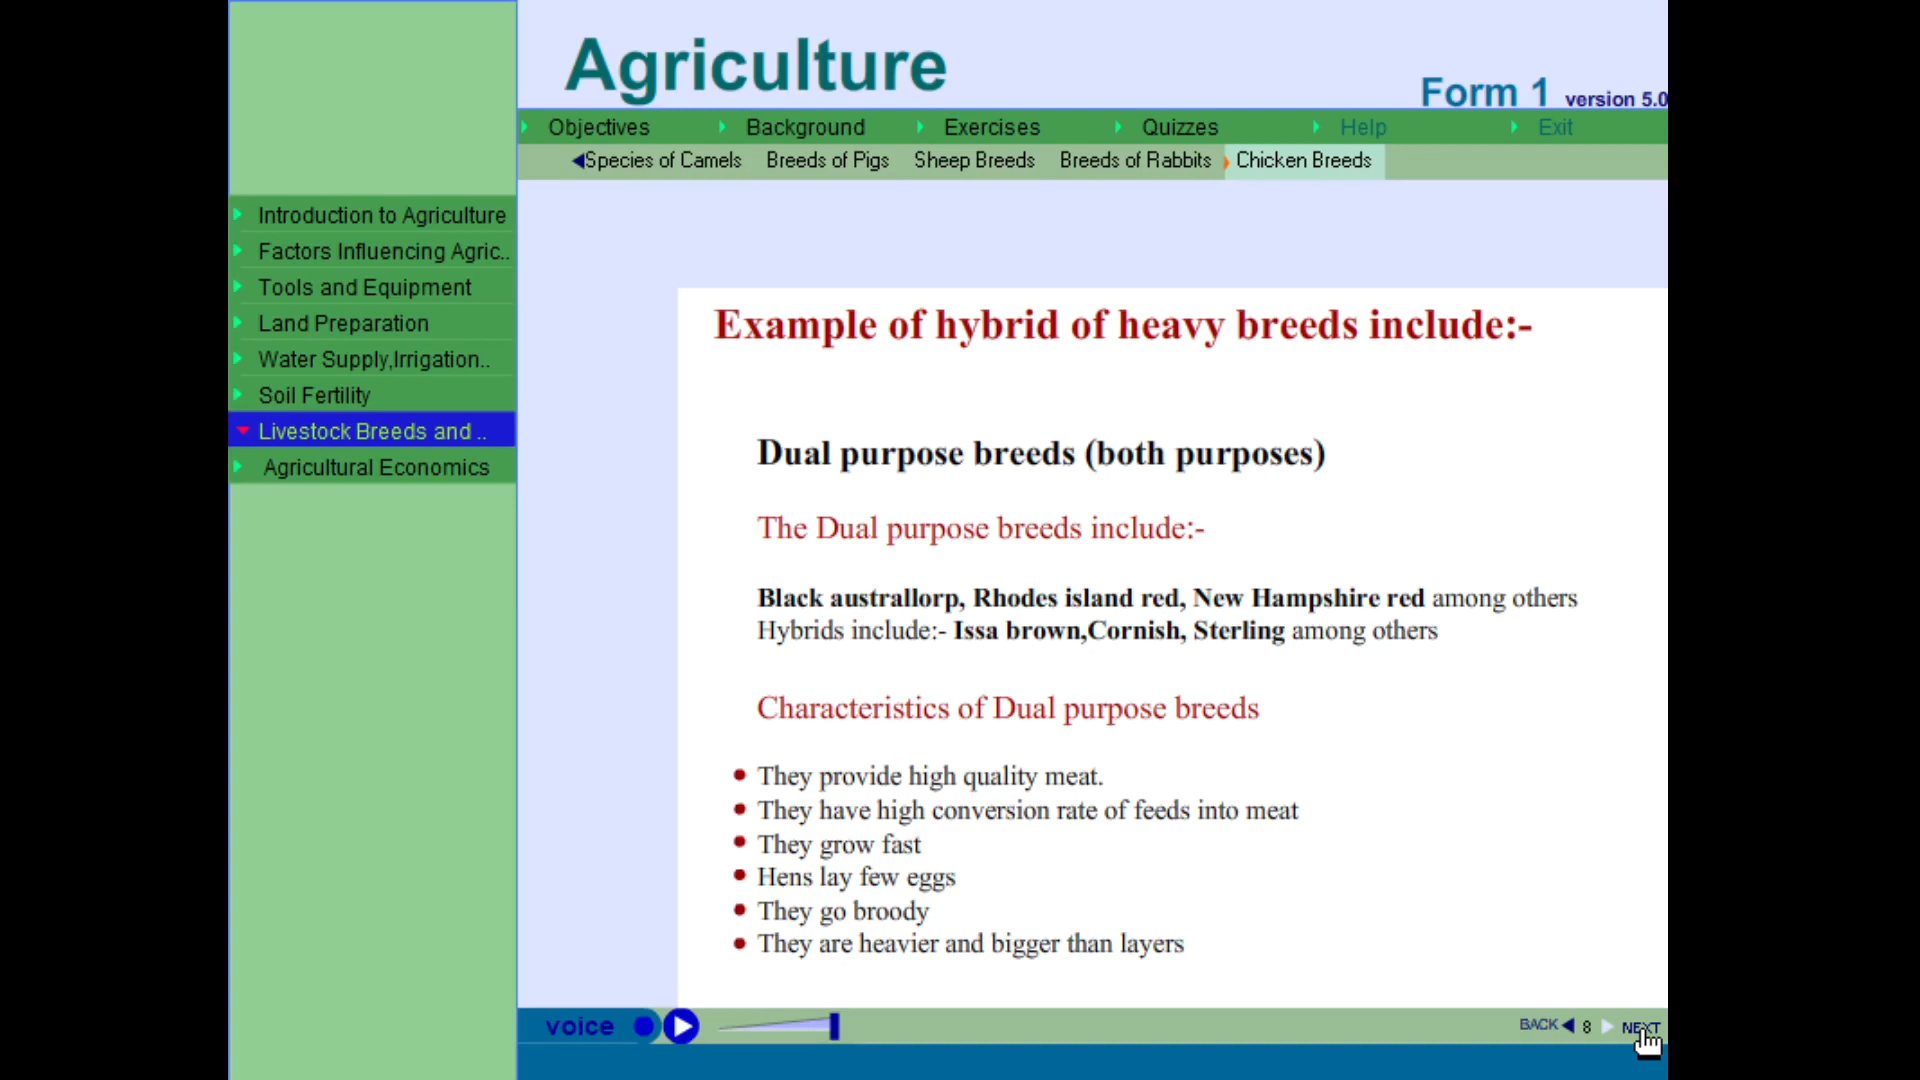 Agriculture
Form 1 version 5.0
Objectives Background Exercises Quizzes Help Exit
Species of Camels Breeds of Pigs Sheep Breeds Breeds of Rabbits Chicken Breeds
Introduction to Agriculture
Factors Influencing Agric..
Tools and Equipment
Land Preparation
Water Supply,Irrigation..
Soil Fertility
Livestock Breeds and ..
Agricultural Economics
Example of hybrid of heavy breeds include:-
Dual purpose breeds (both purposes)
The Dual purpose breeds include:-
Black australlorp, Rhodes island red, New Hampshire red among others
Hybrids include:- Issa brown,Cornish, Sterling among others
Characteristics of Dual purpose breeds
They provide high quality meat.
They have high conversion rate of feeds into meat
They grow fast
Hens lay few eggs
They go broody
They are heavier and bigger than layers
voice
BACK 8 NEXT